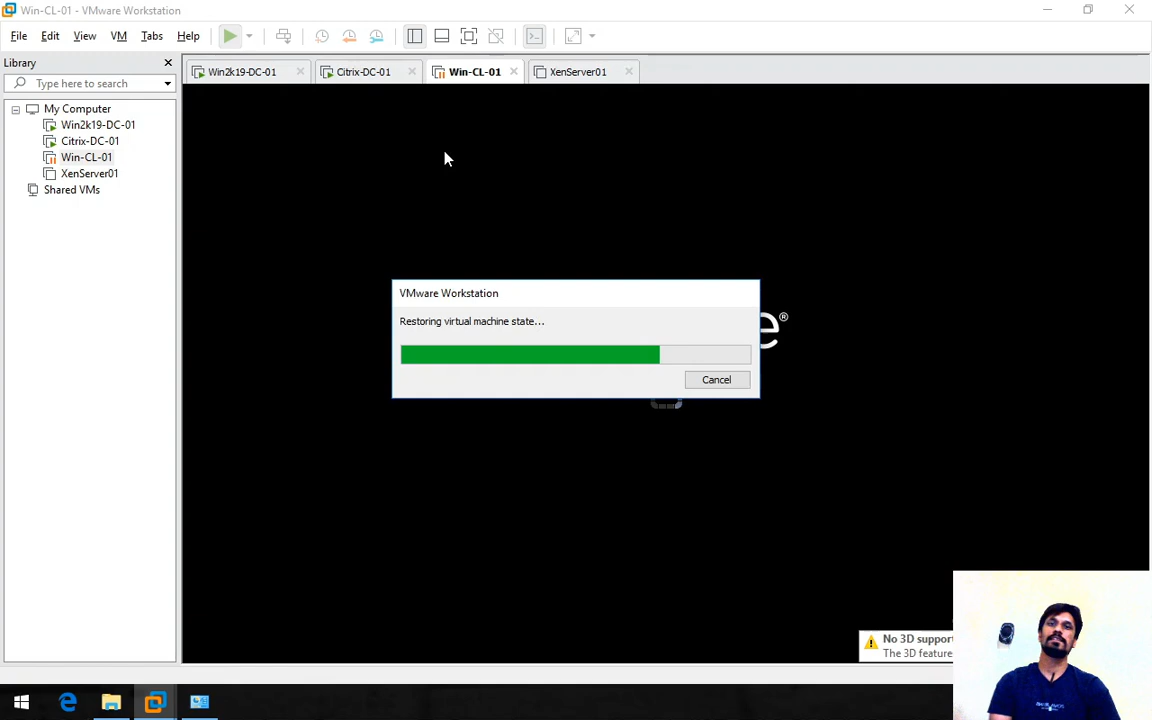 Win-CL-01 - VMware Workstation
File Edit View VM Tabs Help
Library
Type here to search
Win2k19-DC-01
Citrix-DC-01
Win-CL-01
XenServer01
My Computer
Win2k19-DC-01
Citrix-DC-01
Win-CL-01
XenServer01
Shared VMs
VMware Workstation
Restoring virtual machine state...
e®
Cancel
No 3D suppor
The 3D feature